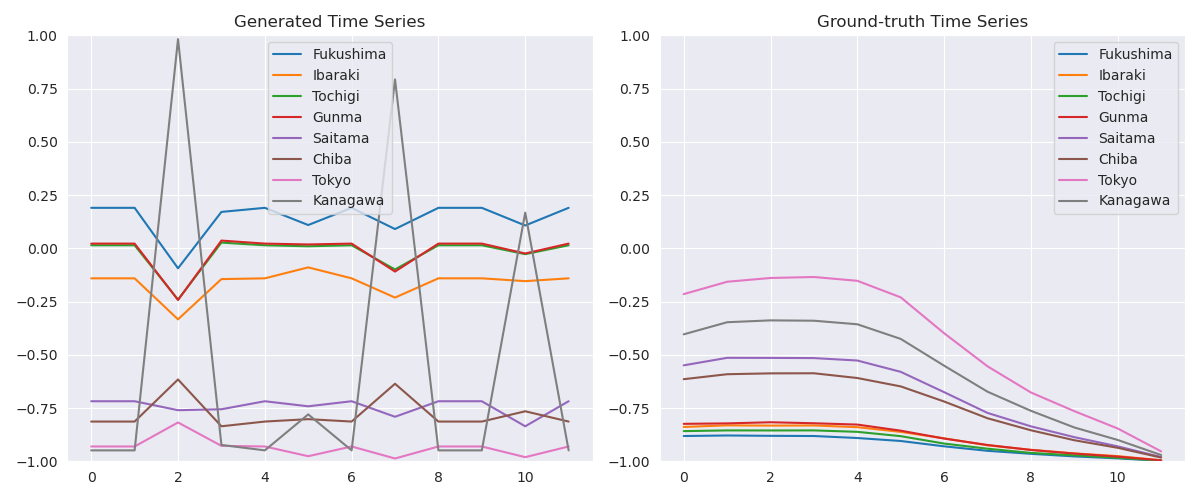 Generated Time Series
1.00
0.75
0.50
0.25
0.00
−0.25
−0.50
−0.75
−1.00
0
2
4
6
8
10
Fukushima
Ibaraki
Tochigi
Gunma
Saitama
Chiba
Tokyo
Kanagawa
Ground-truth Time Series
1.00
0.75
0.50
0.25
0.00
−0.25
−0.50
−0.75
−1.00
0
2
4
6
8
10
Fukushima
Ibaraki
Tochigi
Gunma
Saitama
Chiba
Tokyo
Kanagawa